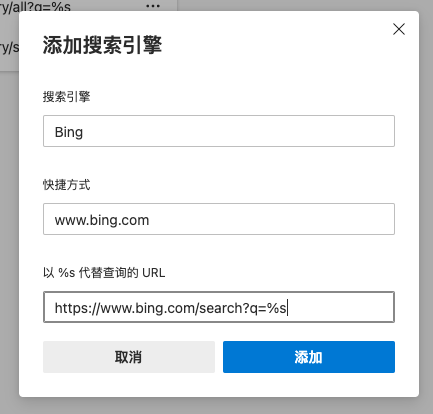 ry/all?q=%s
ry/s
添加搜索引擎
搜索引擎
Bing
快捷方式
www.bing.com
以 %s 代替查询的 URL
https://www.bing.com/search?q=%s
取消
添加